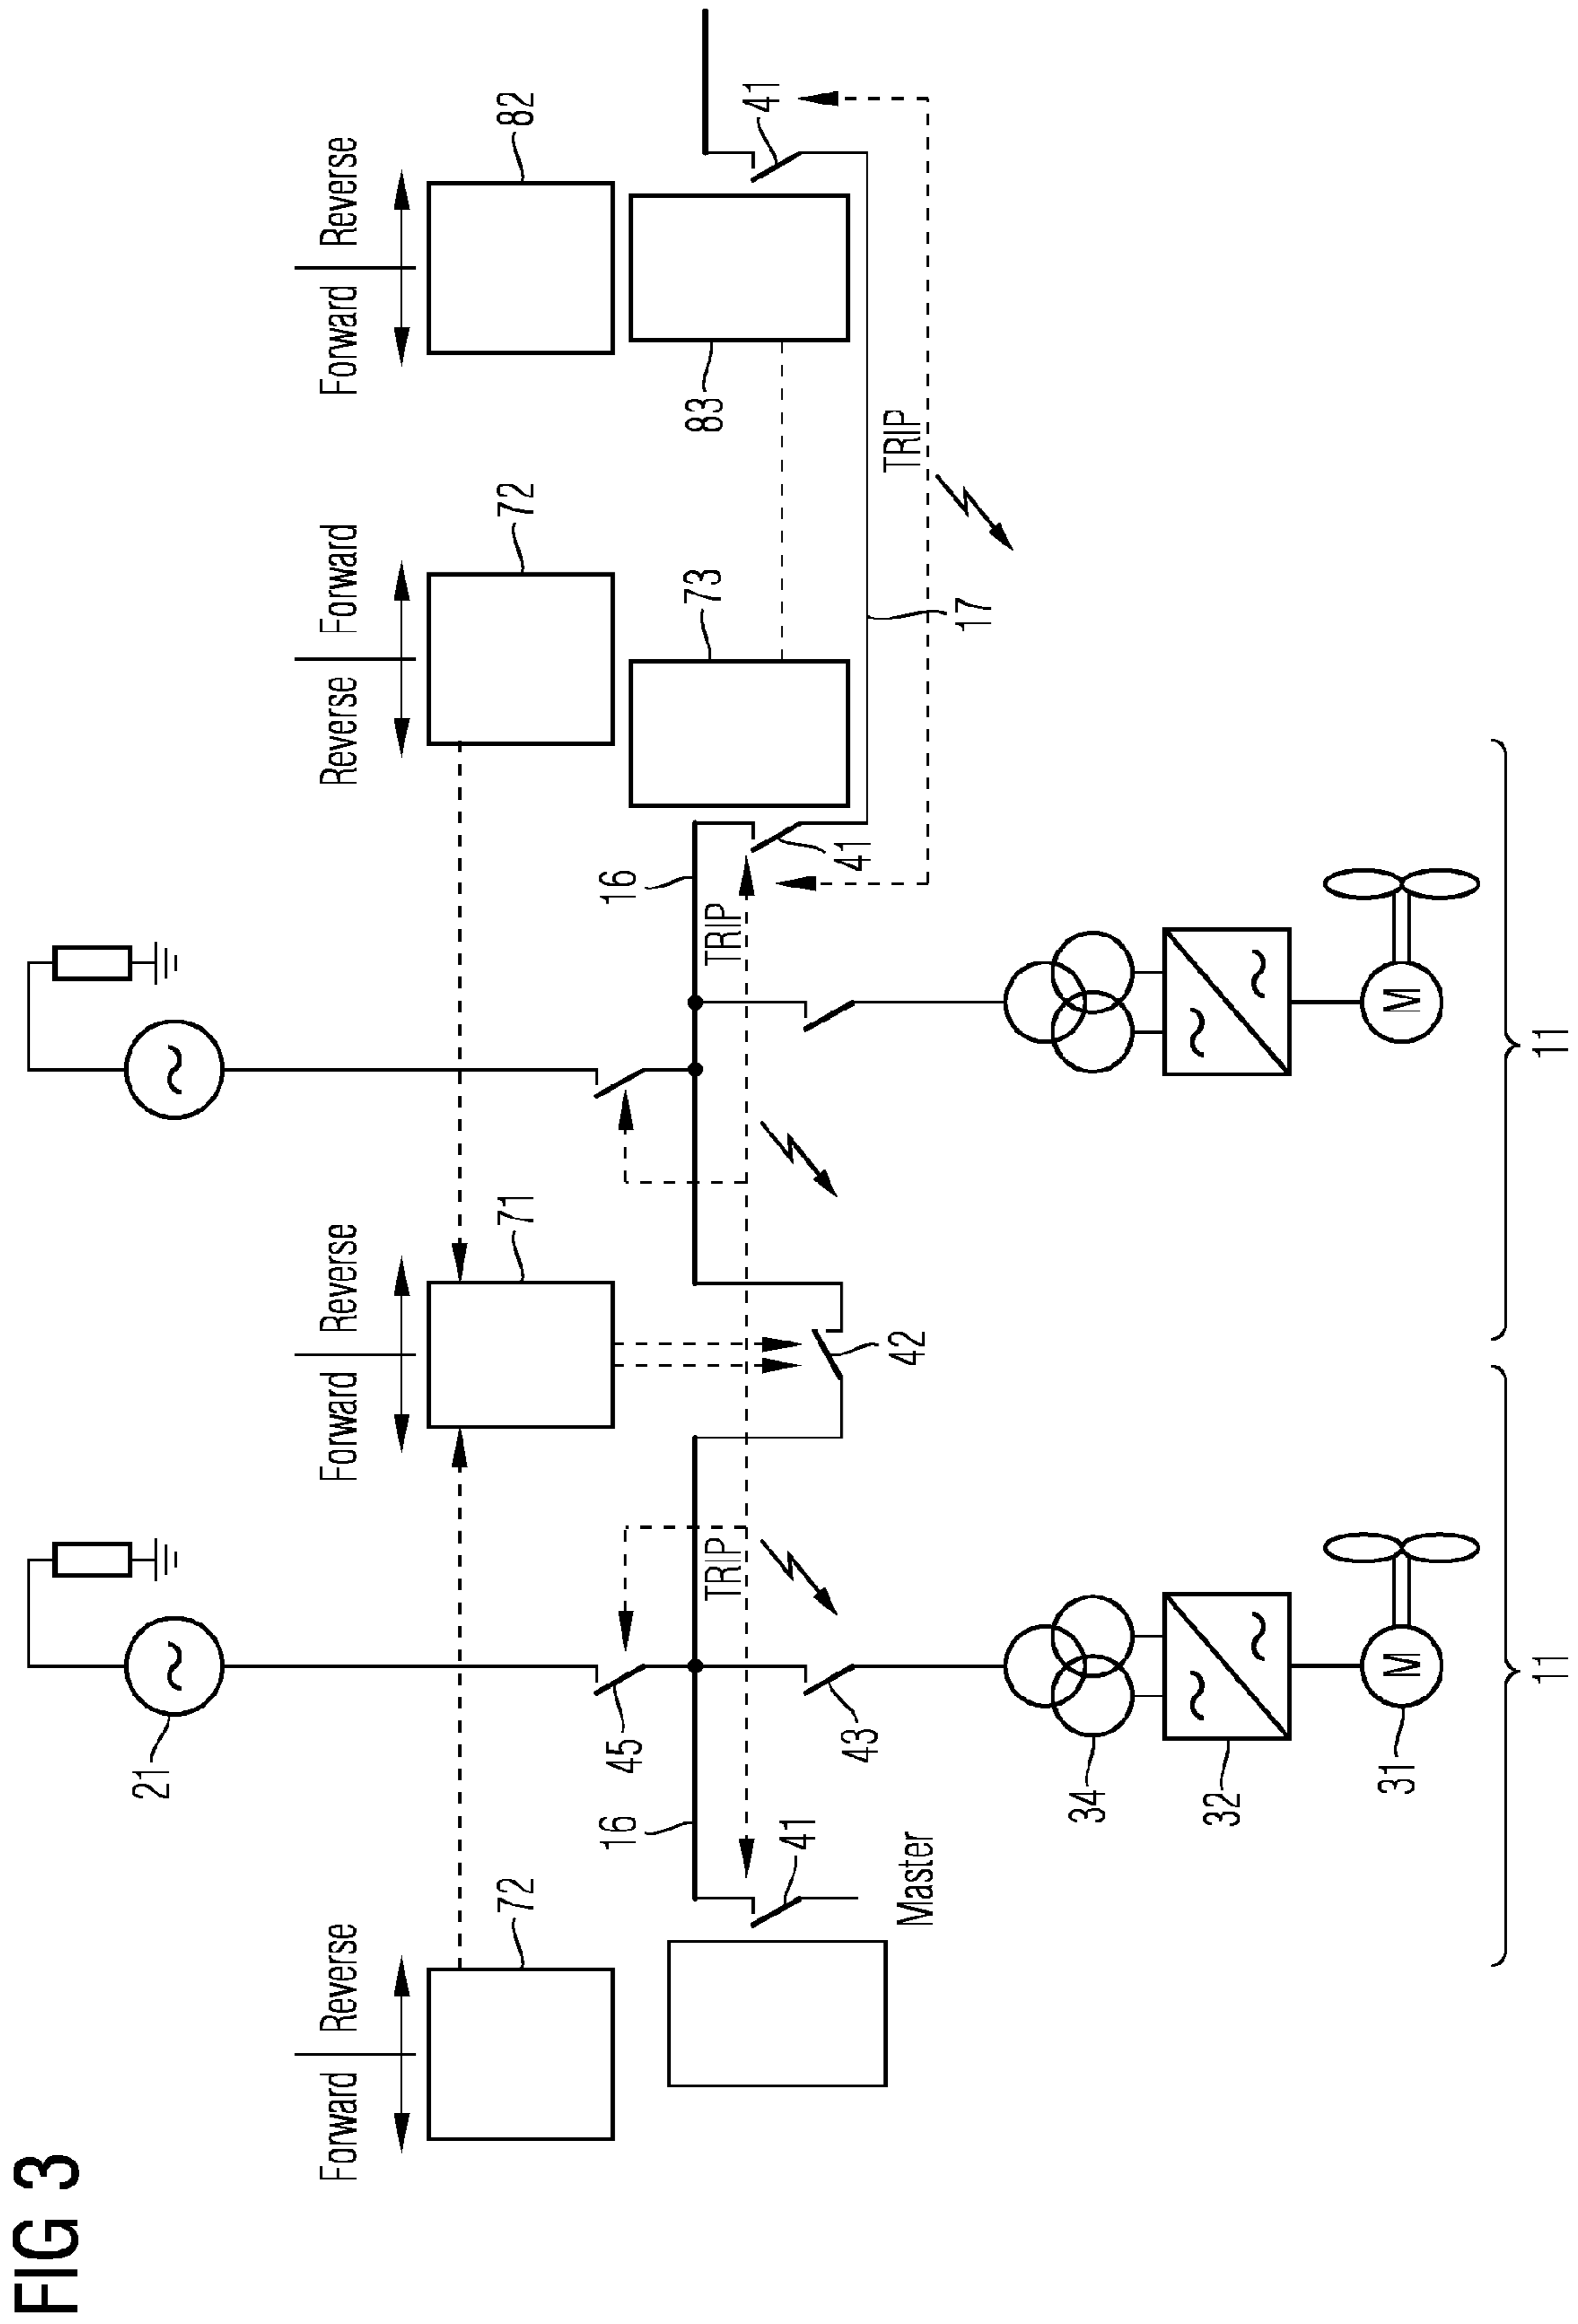 FIG 3
21
21
Forward Reverse
Forward Reverse
Reverse Forward
Forward Reverse
72
71
72
82
45
16
16
73
83
TRIP
TRIP
41
43
42
41
41
Master
TRIP
17
34
32
31
M
M
11
11